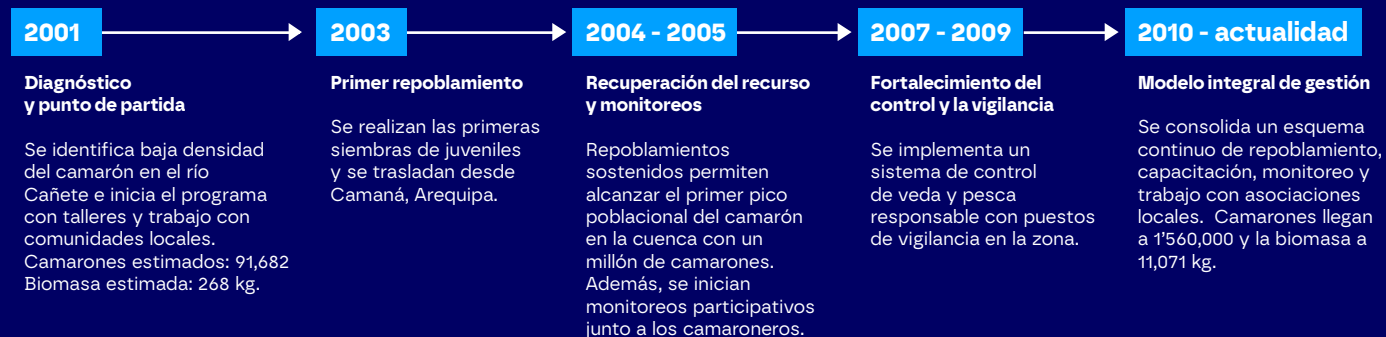 2001
Diagnóstico
y punto de partida
Se identifica baja densidad
del camarón en el río
Cañete e inicia el programa
con talleres y trabajo con
comunidades locales.
Camarones estimados: 91,682
Biomasa estimada: 268 kg.
2003
Primer repoblamiento
Se realizan las primeras
siembras de juveniles
y se trasladan desde
Camaná, Arequipa.
2004 - 2005
Recuperación del recurso
y monitoreos
Repoblamientos
sostenidos permiten
alcanzar el primer pico
poblacional del camarón
en la cuenca con un
millón de camarones.
Además, se inician
monitoreos participativos
junto a los camaroneros.
2007 - 2009
Fortalecimiento del
control y la vigilancia
Se implementa un
sistema de control
de veda y pesca
responsable con puestos
de vigilancia en la zona.
2010 - actualidad
Modelo integral de gestión
Se consolida un esquema
continuo de repoblamiento,
capacitación, monitoreo y
trabajo con asociaciones
locales.  Camarones llegan
a 1'560,000 y la biomasa a
11,071 kg.